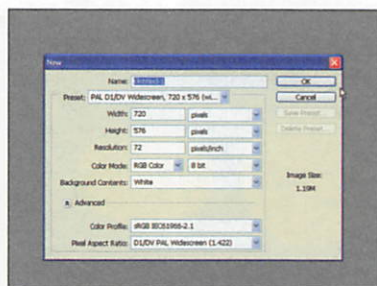 New
Name: Untitled-1 OK
Preset: PAL D1/DV Widescreen, 720 x 576 (wi... Cancel
Width: 720 pixels Save Preset...
Height: 576 pixels Delete Preset...
Resolution: 72 pixels/inch
Color Mode: RGB Color 8 bit
Background Contents: White Image Size:
1.19M
Advanced
Color Profile: sRGB IEC61966-2.1
Pixel Aspect Ratio: D1/DV PAL Widescreen (1.422)